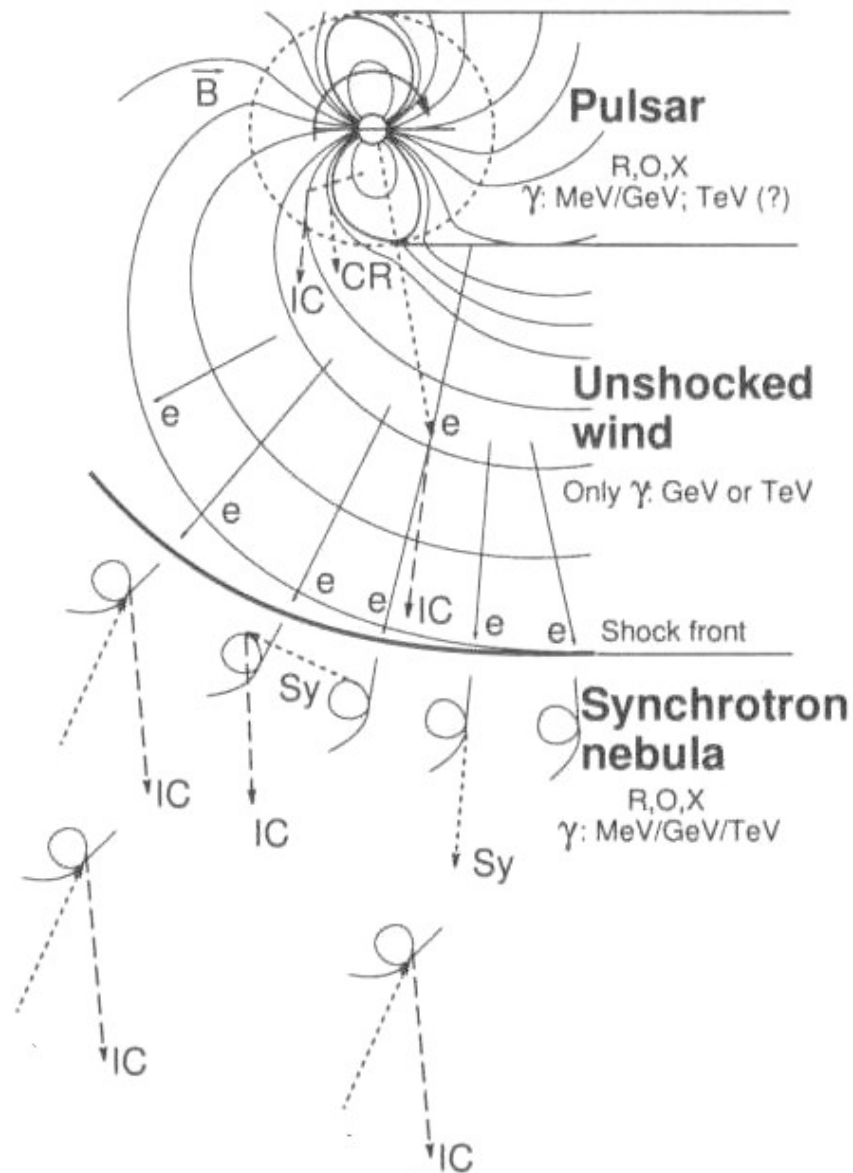 B
Pulsar
R,O,X
γ: MeV/GeV; TeV (?)
CR
IC
Unshocked
wind
e
e
Only γ: GeV or TeV
e
e
e
IC
e
e
Shock front
Sy
Synchrotron
nebula
R,O,X
γ: MeV/GeV/TeV
IC
IC
Sy
IC
IC